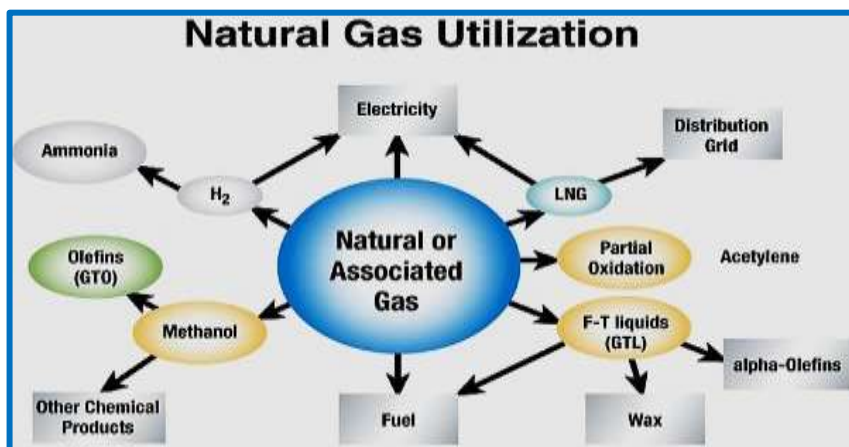 Natural Gas Utilization
Electricity
Distribution
Grid
Ammonia
H₂
LNG
Natural or
Associated
Gas
Olefins
(GTO)
Partial
Oxidation
Acetylene
Methanol
F-T liquids
(GTL)
alpha-Olefins
Other Chemical
Products
Fuel
Wax